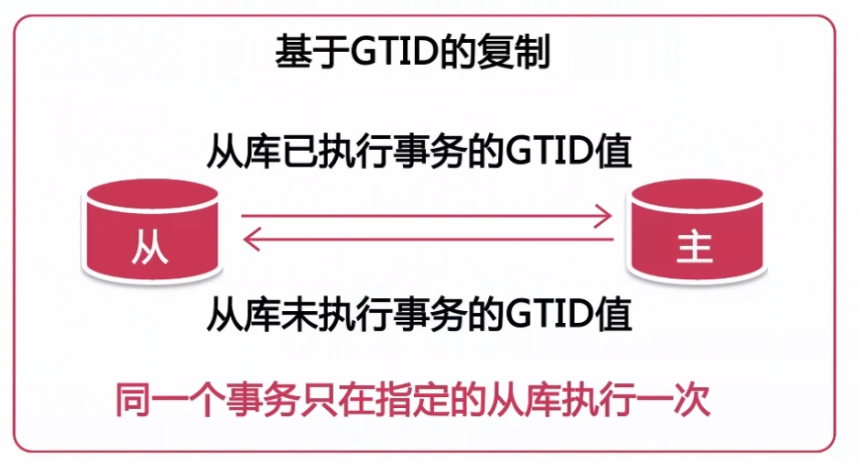 基于GTID的复制
从库已执行事务的GTID值
从
主
从库未执行事务的GTID值
同一个事务只在指定的从库执行一次